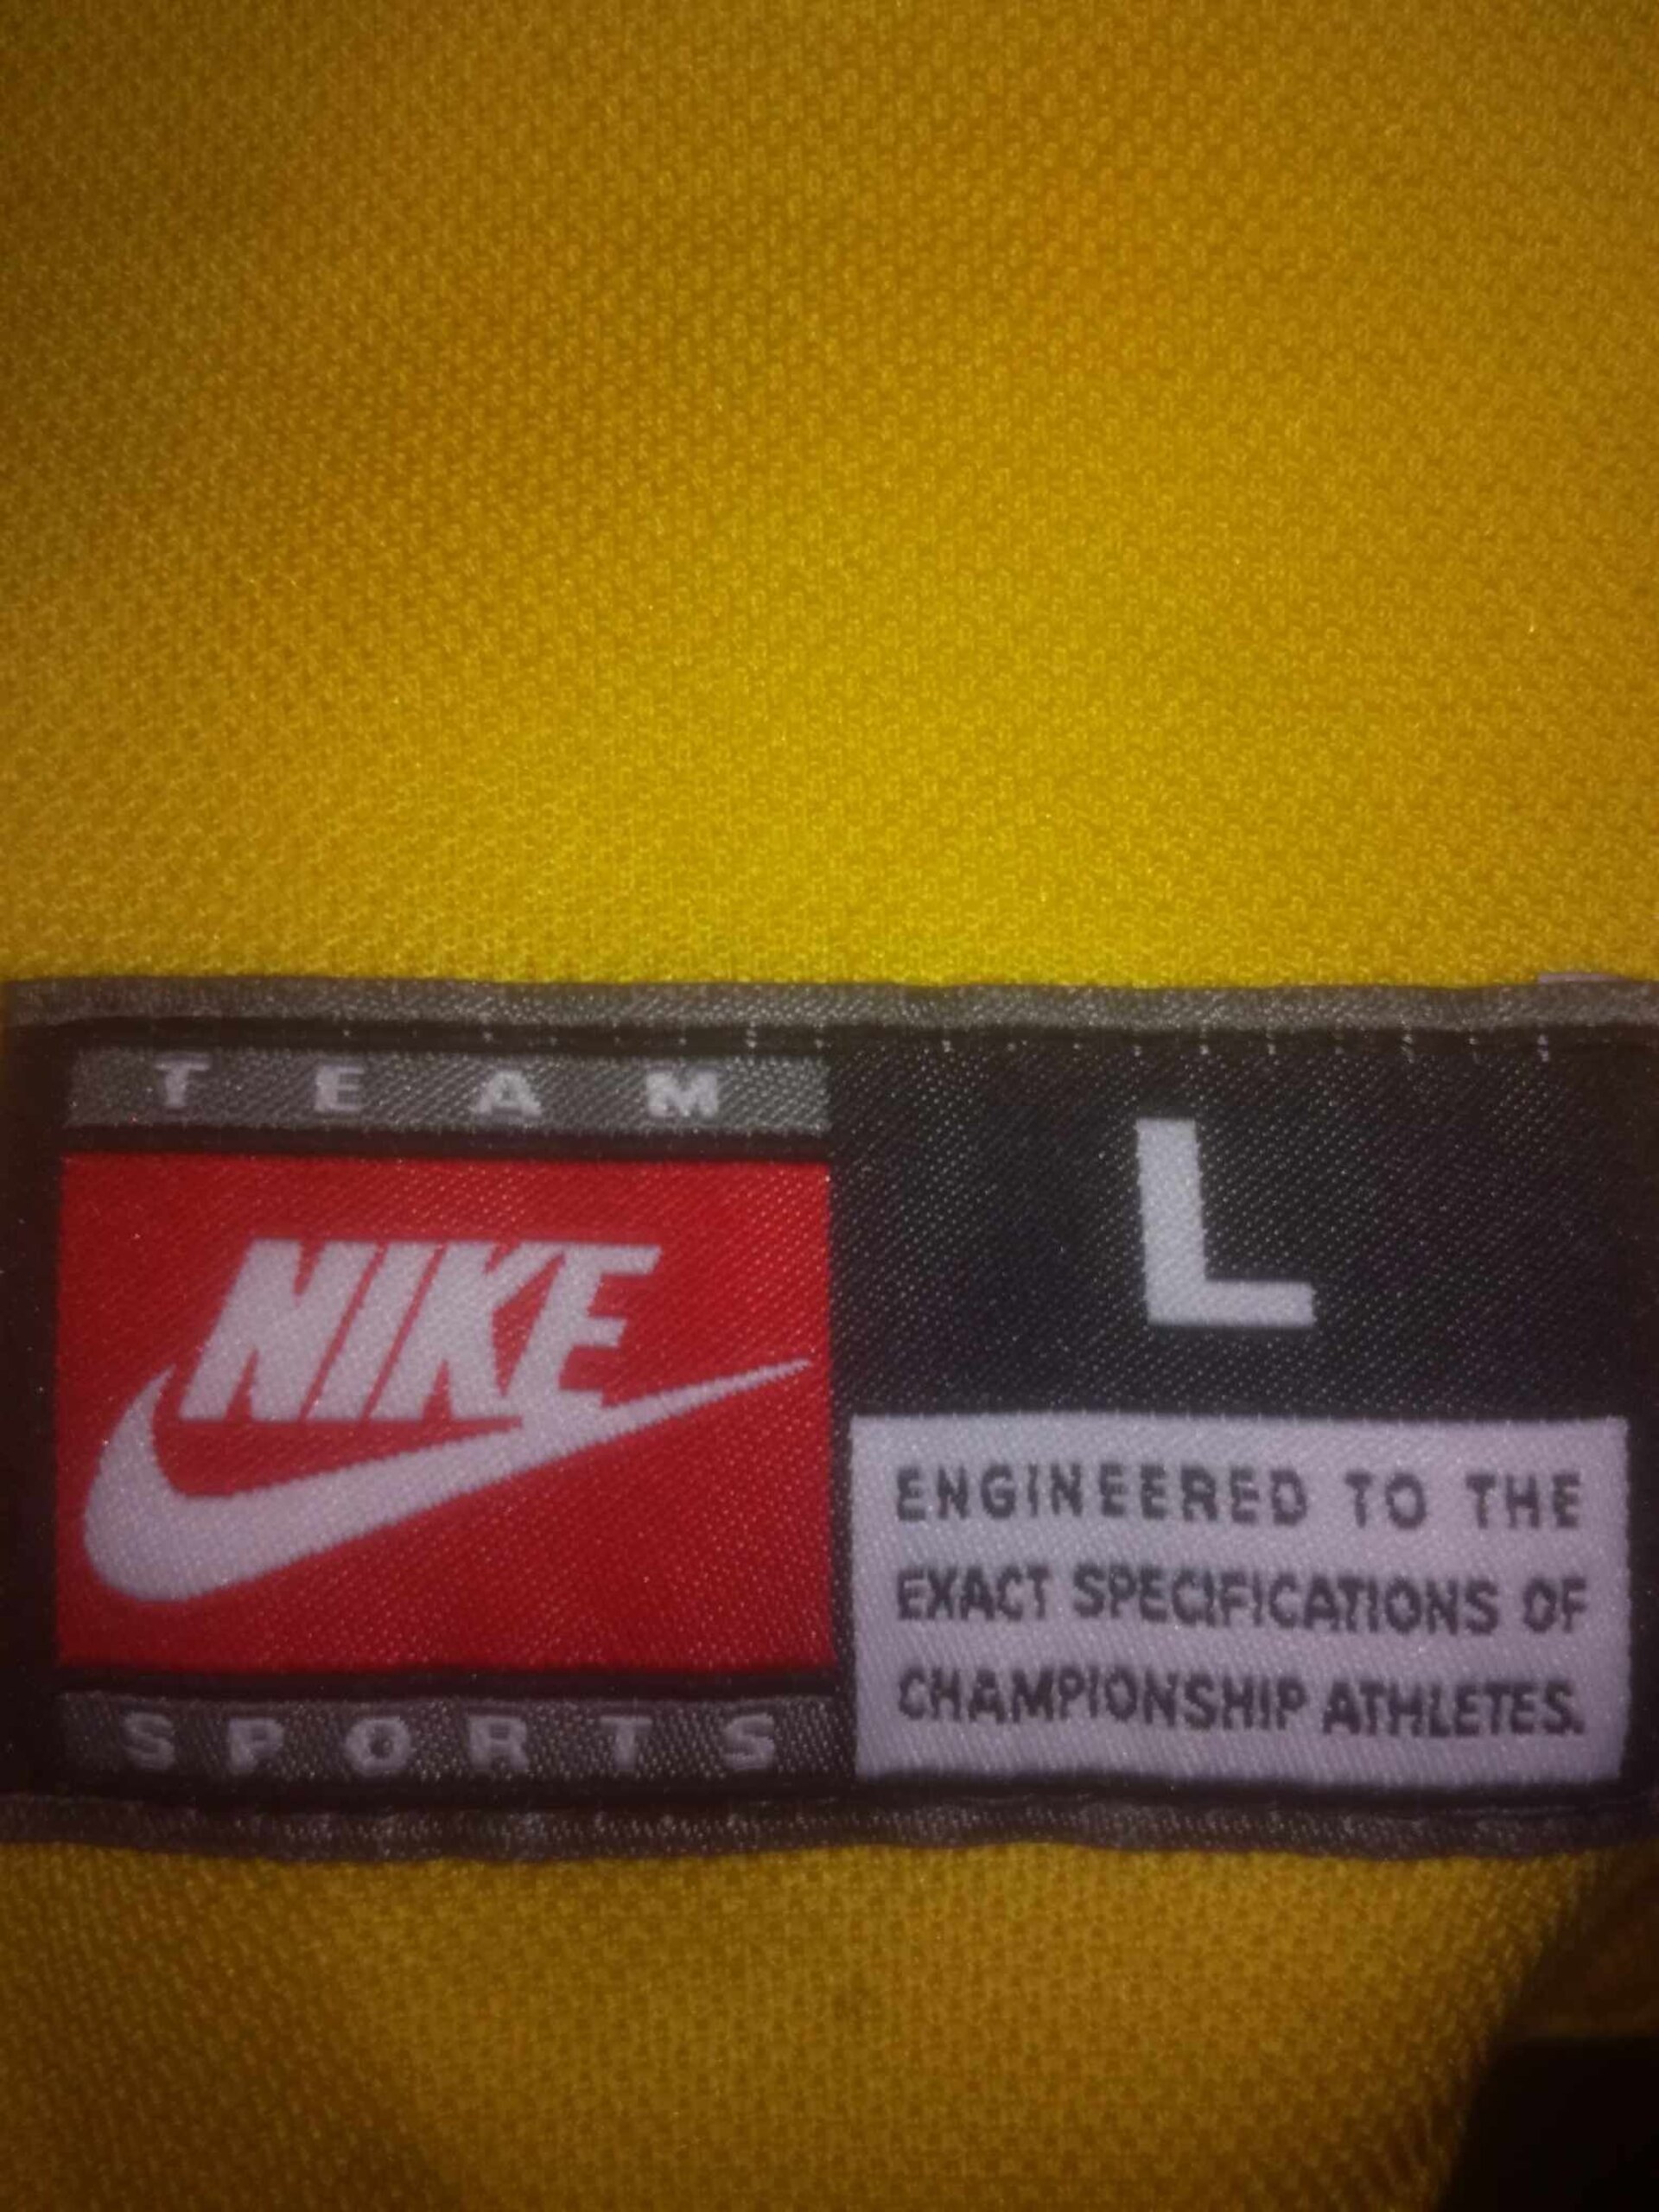 TEAM
NIKE
SPORTS
L
ENGINEERED TO THE
EXACT SPECIFICATIONS OF
CHAMPIONSHIP ATHLETES.